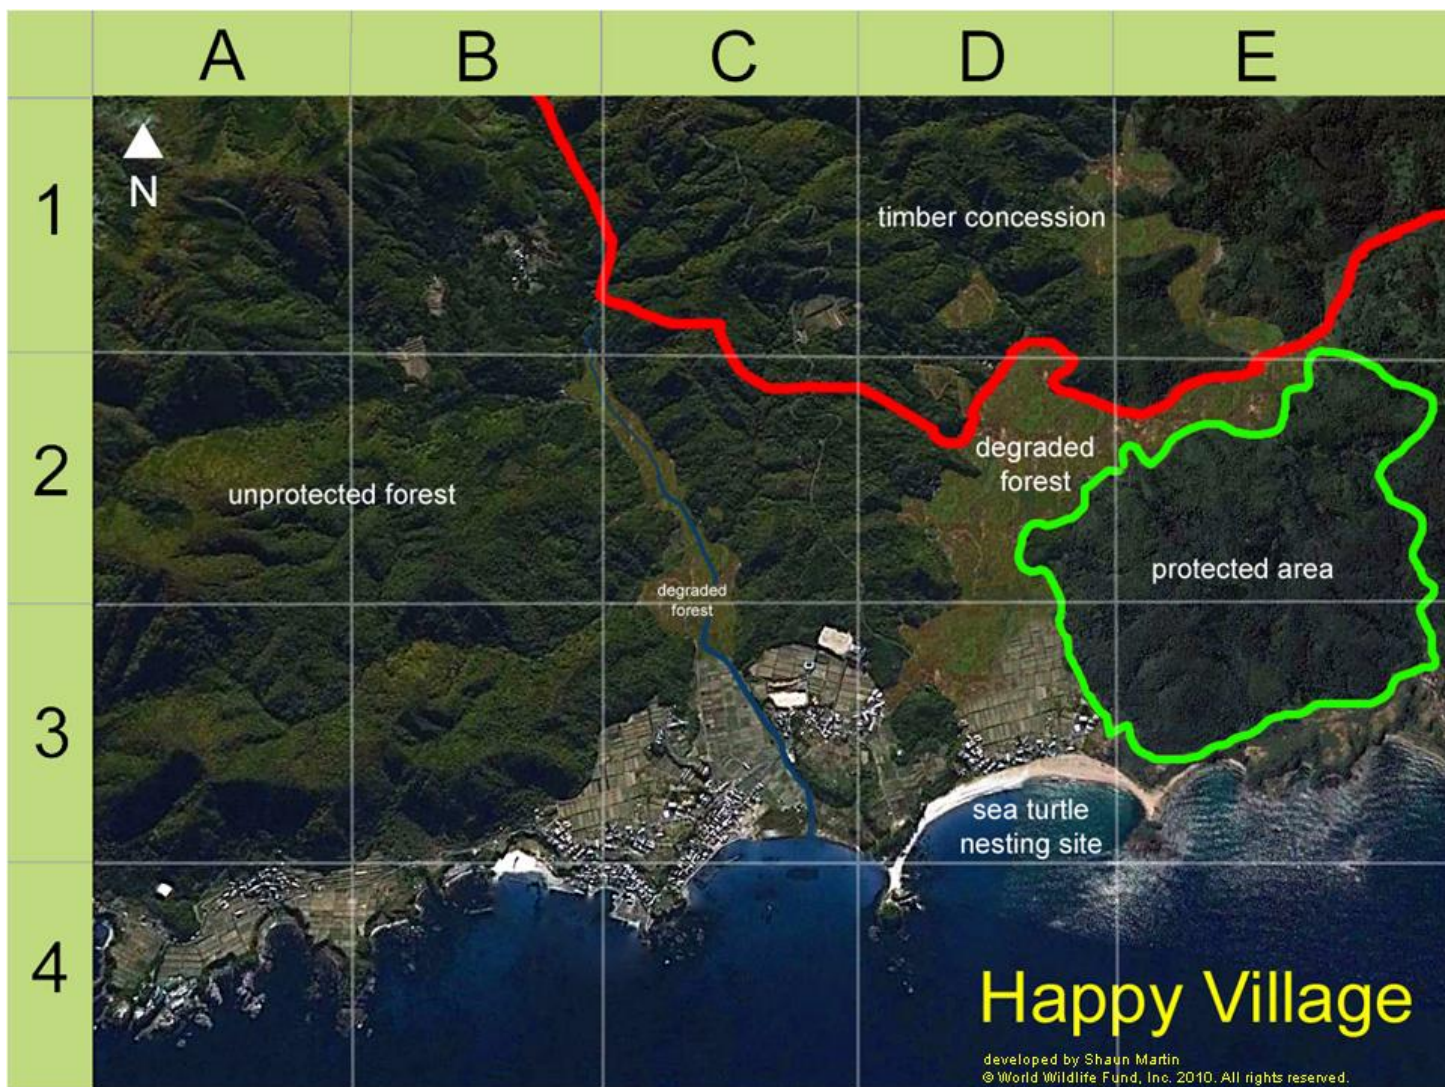 A B C D E
1
N
timber concession
2
degraded
forest
unprotected forest
protected area
degraded
forest
3
sea turtle
nesting site
4
Happy Village
developed by Shaun Martin
© World Wildlife Fund, Inc. 2010, All rights reserved.